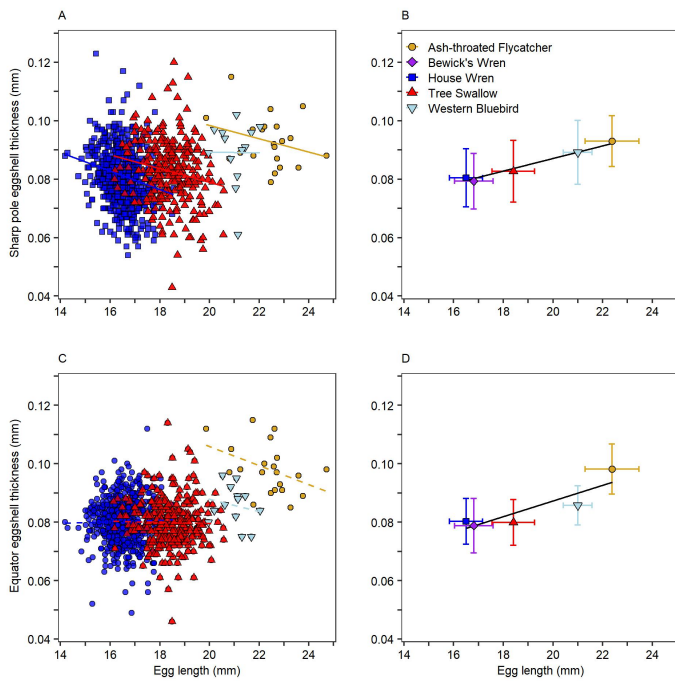 A
B
Sharp pole eggshell thickness (mm)
0.12
0.10
0.08
0.06
0.04
14 16 18 20 22 24
Ash-throated Flycatcher
Bewick's Wren
House Wren
Tree Swallow
Western Bluebird
0.12
0.10
0.08
0.06
0.04
14 16 18 20 22 24
C
D
Equator eggshell thickness (mm)
0.12
0.10
0.08
0.06
0.04
14 16 18 20 22 24
Egg length (mm)
0.12
0.10
0.08
0.06
0.04
14 16 18 20 22 24
Egg length (mm)